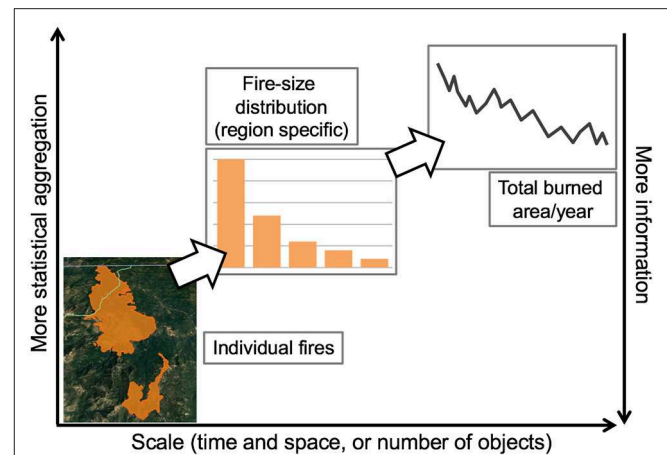 More statistical aggregation
Fire-size
distribution
(region specific)
Total burned
area/year
More information
Individual fires
Scale (time and space, or number of objects)